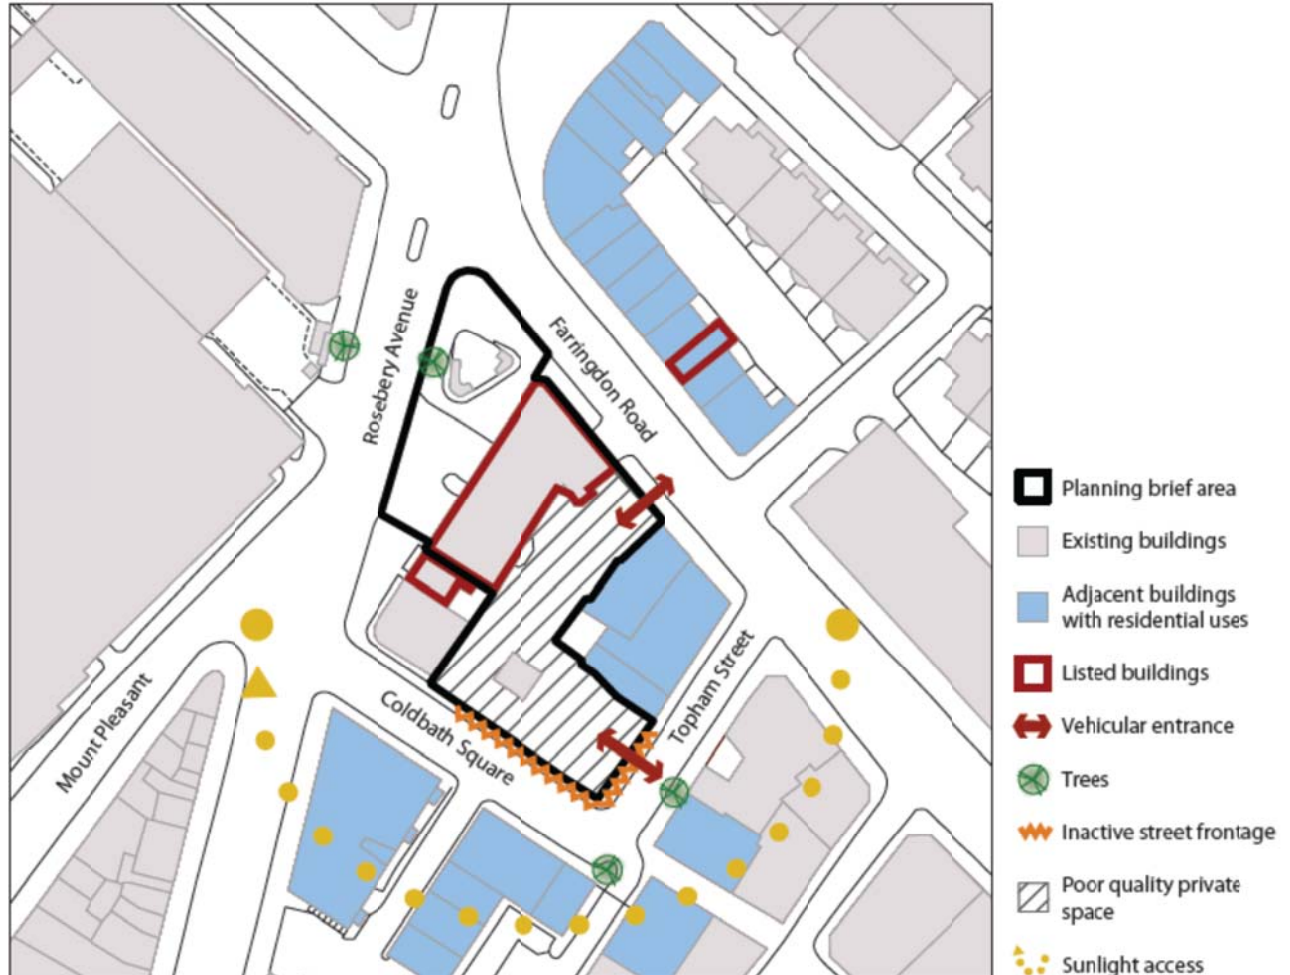 Rosebery Avenue
Farringdon Road
Mount Pleasant
Coldbath Square
Topham Street
Planning brief area
Existing buildings
Adjacent buildings
with residential uses
Listed buildings
Vehicular entrance
Trees
Inactive street frontage
Poor quality private
space
Sunlight access